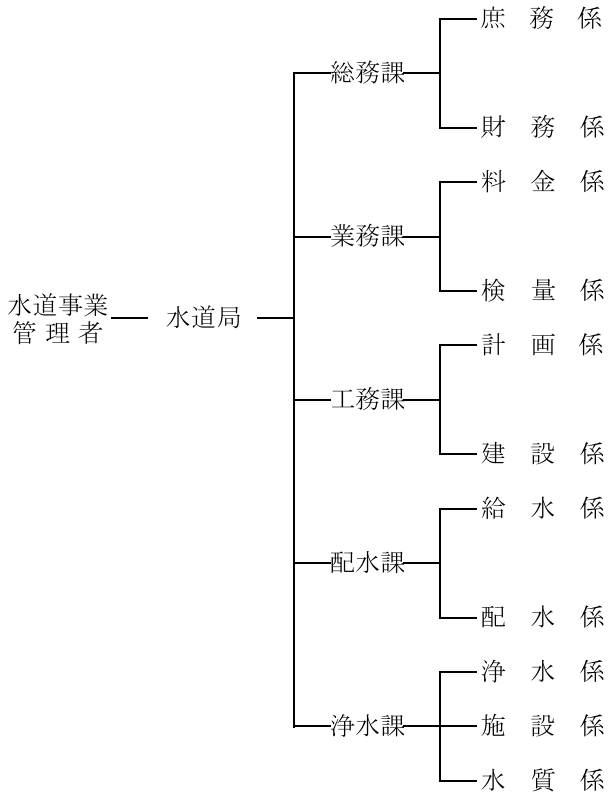 水道事業
管理者
水道局
総務課
庶務係
財務係
業務課
料金係
検量係
工務課
計画係
建設係
配水課
給水係
配水係
浄水課
浄水係
施設係
水質係